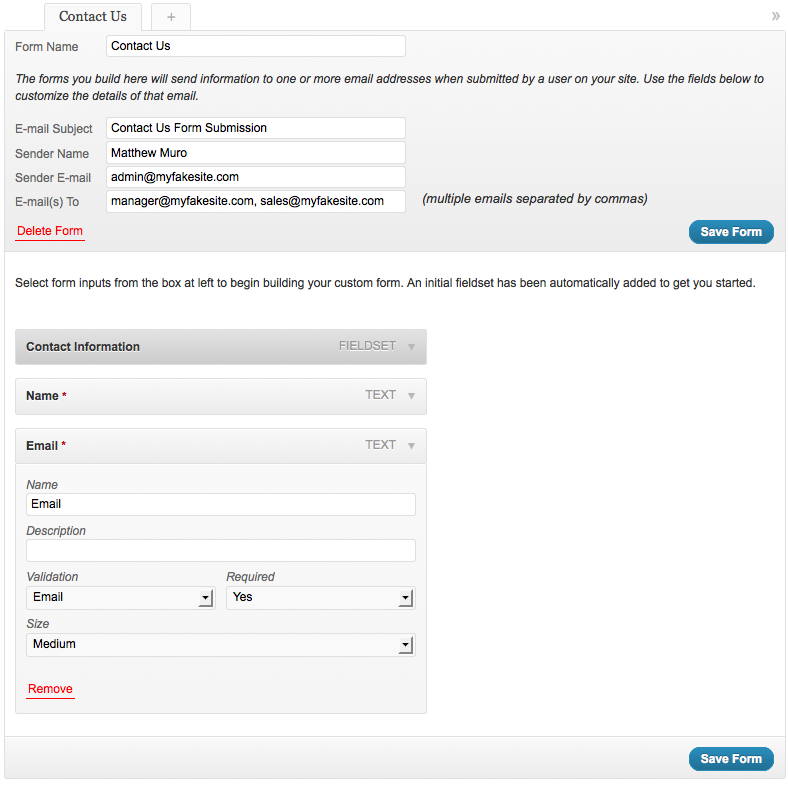 Contact Us
+
»
Form Name
Contact Us
The forms you build here will send information to one or more email addresses when submitted by a user on your site. Use the fields below to
customize the details of that email.
E-mail Subject
Contact Us Form Submission
Sender Name
Matthew Muro
Sender E-mail
admin@myfakesite.com
E-mail(s) To
manager@myfakesite.com, sales@myfakesite.com
(multiple emails separated by commas)
Delete Form
Save Form
Select form inputs from the box at left to begin building your custom form. An initial fieldset has been automatically added to get you started.
Contact Information
FIELDSET
Name *
TEXT
Email *
TEXT
Name
Email
Description
Validation
Required
Email
Yes
Size
Medium
Remove
Save Form